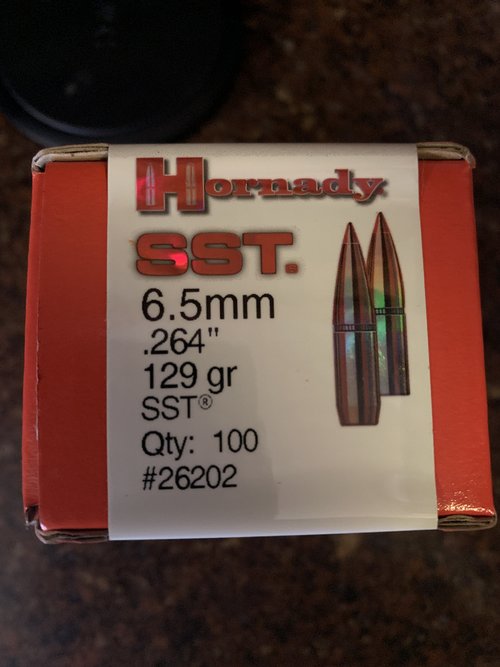 Hornady
SST.
6.5mm
.264"
129 gr
SST®
Qty: 100
#26202